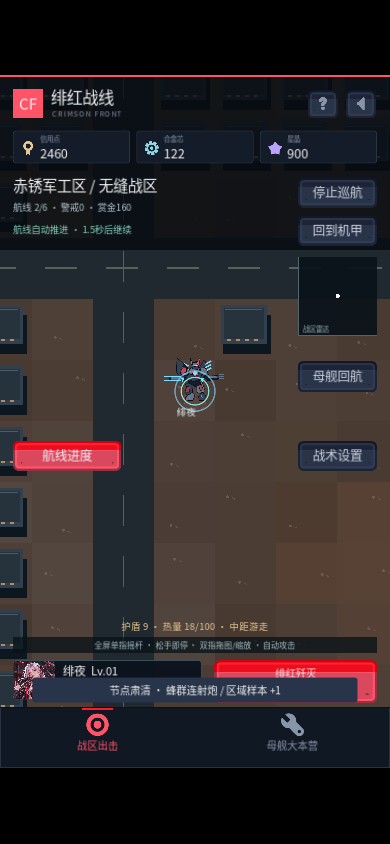 CF 绯红战线
CRIMSON FRONT
?
信用点
2460
合金芯
122
星晶
900
赤锈军工区 / 无缝战区
航线 2/6 · 警戒0 · 赏金160
航线自动推进 · 1.5秒后继续
停止巡航
回到机甲
战区雷达
母舰回航
绯夜
航线进度
战术设置
护盾 9 · 热量 18/100 · 中距游走
全屏单指摇杆 · 松手即停 · 双指拖图/缩放 · 自动攻击
绯夜 Lv.01
绯红歼灭
节点肃清 · 蜂群连射炮 / 区域样本 +1
战区出击
母舰大本营